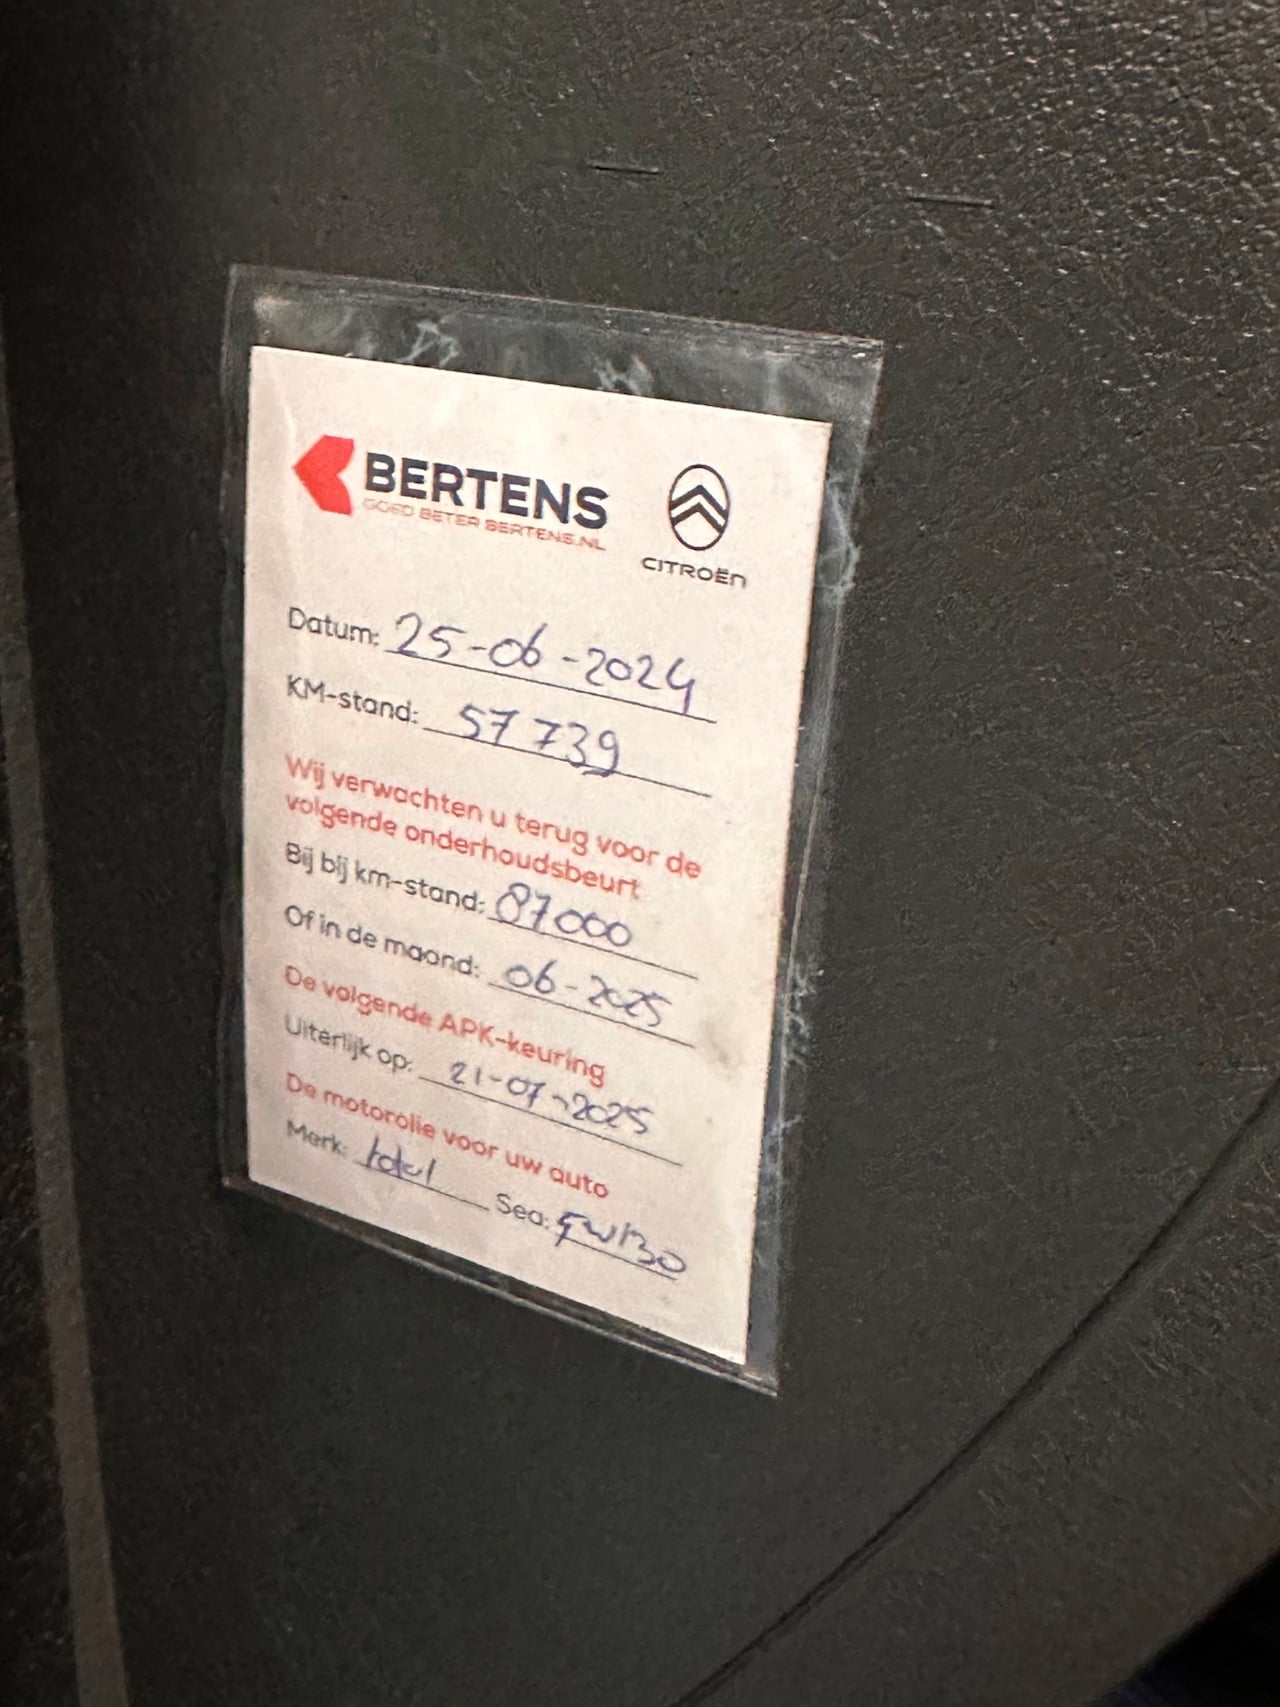 BERTENS
GOED BETER BERTENS.NL
CITROËN
Datum: 25-06-2024
KM-stand: 57739
Wij verwachten u terug voor de
volgende onderhoudsbeurt
Bij bij km-stand: 87000
Of in de maand: 06-2025
De volgende APK-keuring
Uiterlijk op: 21-07-2025
De motorolie voor uw auto
Merk: total Sea: 5W30